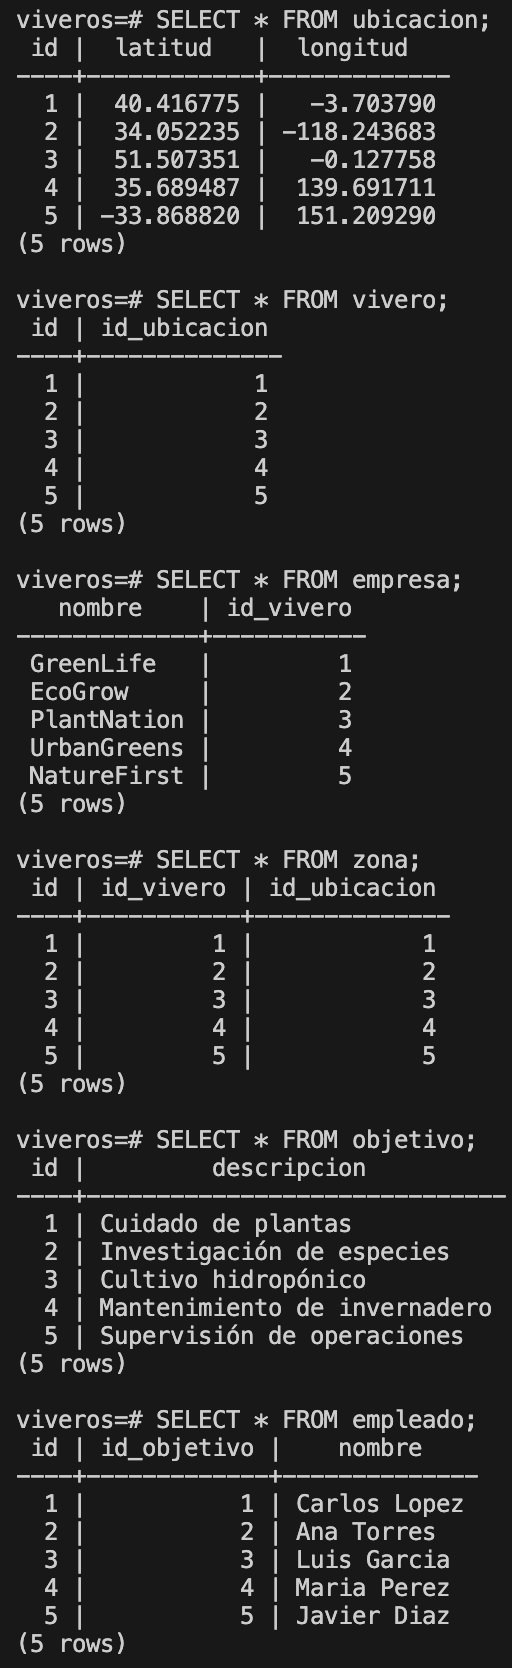 viveros=# SELECT * FROM ubicacion;
 id |  latitud   |  longitud
----+------------+-------------
  1 |  40.416775 |   -3.703790
  2 |  34.052235 | -118.243683
  3 |  51.507351 |   -0.127758
  4 |  35.689487 |  139.691711
  5 | -33.868820 |  151.209290
(5 rows)

viveros=# SELECT * FROM vivero;
 id | id_ubicacion
----+--------------
  1 |            1
  2 |            2
  3 |            3
  4 |            4
  5 |            5
(5 rows)

viveros=# SELECT * FROM empresa;
   nombre    | id_vivero
-------------+-----------
 GreenLife   |         1
 EcoGrow     |         2
 PlantNation |         3
 UrbanGreens |         4
 NatureFirst |         5
(5 rows)

viveros=# SELECT * FROM zona;
 id | id_vivero | id_ubicacion
----+-----------+--------------
  1 |         1 |            1
  2 |         2 |            2
  3 |         3 |            3
  4 |         4 |            4
  5 |         5 |            5
(5 rows)

viveros=# SELECT * FROM objetivo;
 id |         descripcion
----+------------------------------
  1 | Cuidado de plantas
  2 | Investigación de especies
  3 | Cultivo hidropónico
  4 | Mantenimiento de invernadero
  5 | Supervisión de operaciones
(5 rows)

viveros=# SELECT * FROM empleado;
 id | id_objetivo |    nombre
----+-------------+--------------
  1 |           1 | Carlos Lopez
  2 |           2 | Ana Torres
  3 |           3 | Luis Garcia
  4 |           4 | Maria Perez
  5 |           5 | Javier Diaz
(5 rows)